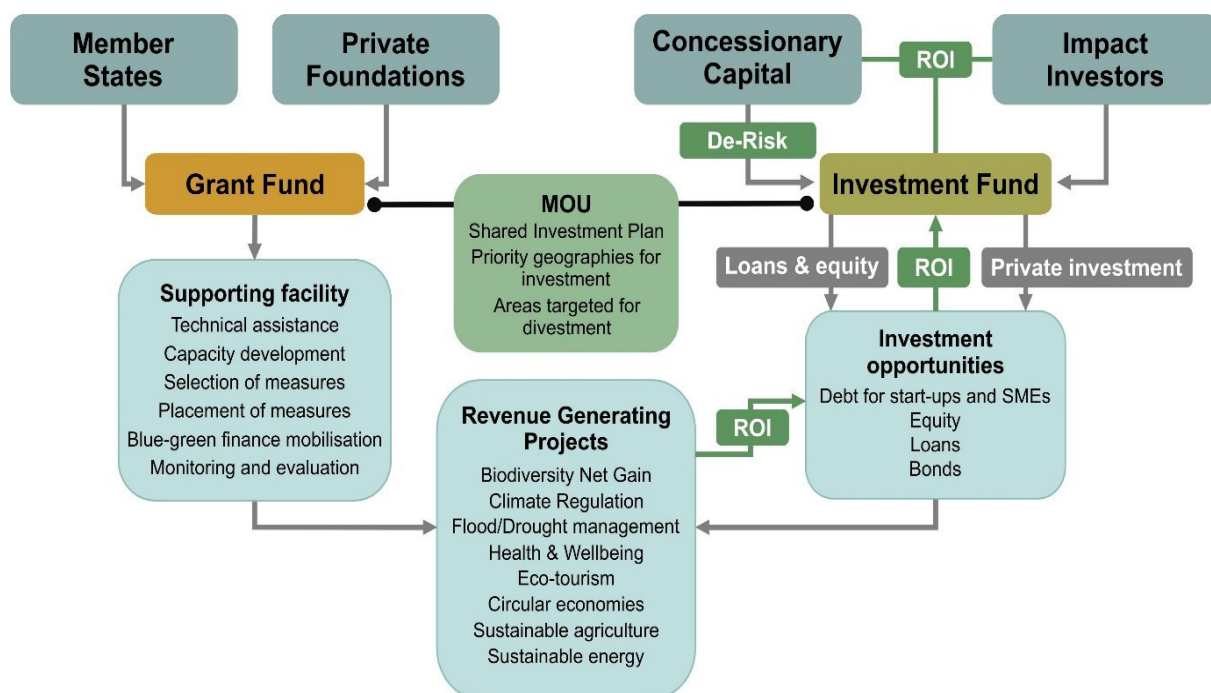 Member
States
Private
Foundations
Concessionary
Capital
ROI
Impact
Investors
De-Risk
Grant Fund
Investment Fund
MOU
Shared Investment Plan
Priority geographies for
investment
Areas targeted for
divestment
Loans & equity
ROI
Private investment
Supporting facility
Technical assistance
Capacity development
Selection of measures
Placement of measures
Blue-green finance mobilisation
Monitoring and evaluation
Investment
opportunities
Debt for start-ups and SMEs
Equity
Loans
Bonds
ROI
Revenue Generating
Projects
Biodiversity Net Gain
Climate Regulation
Flood/Drought management
Health & Wellbeing
Eco-tourism
Circular economies
Sustainable agriculture
Sustainable energy